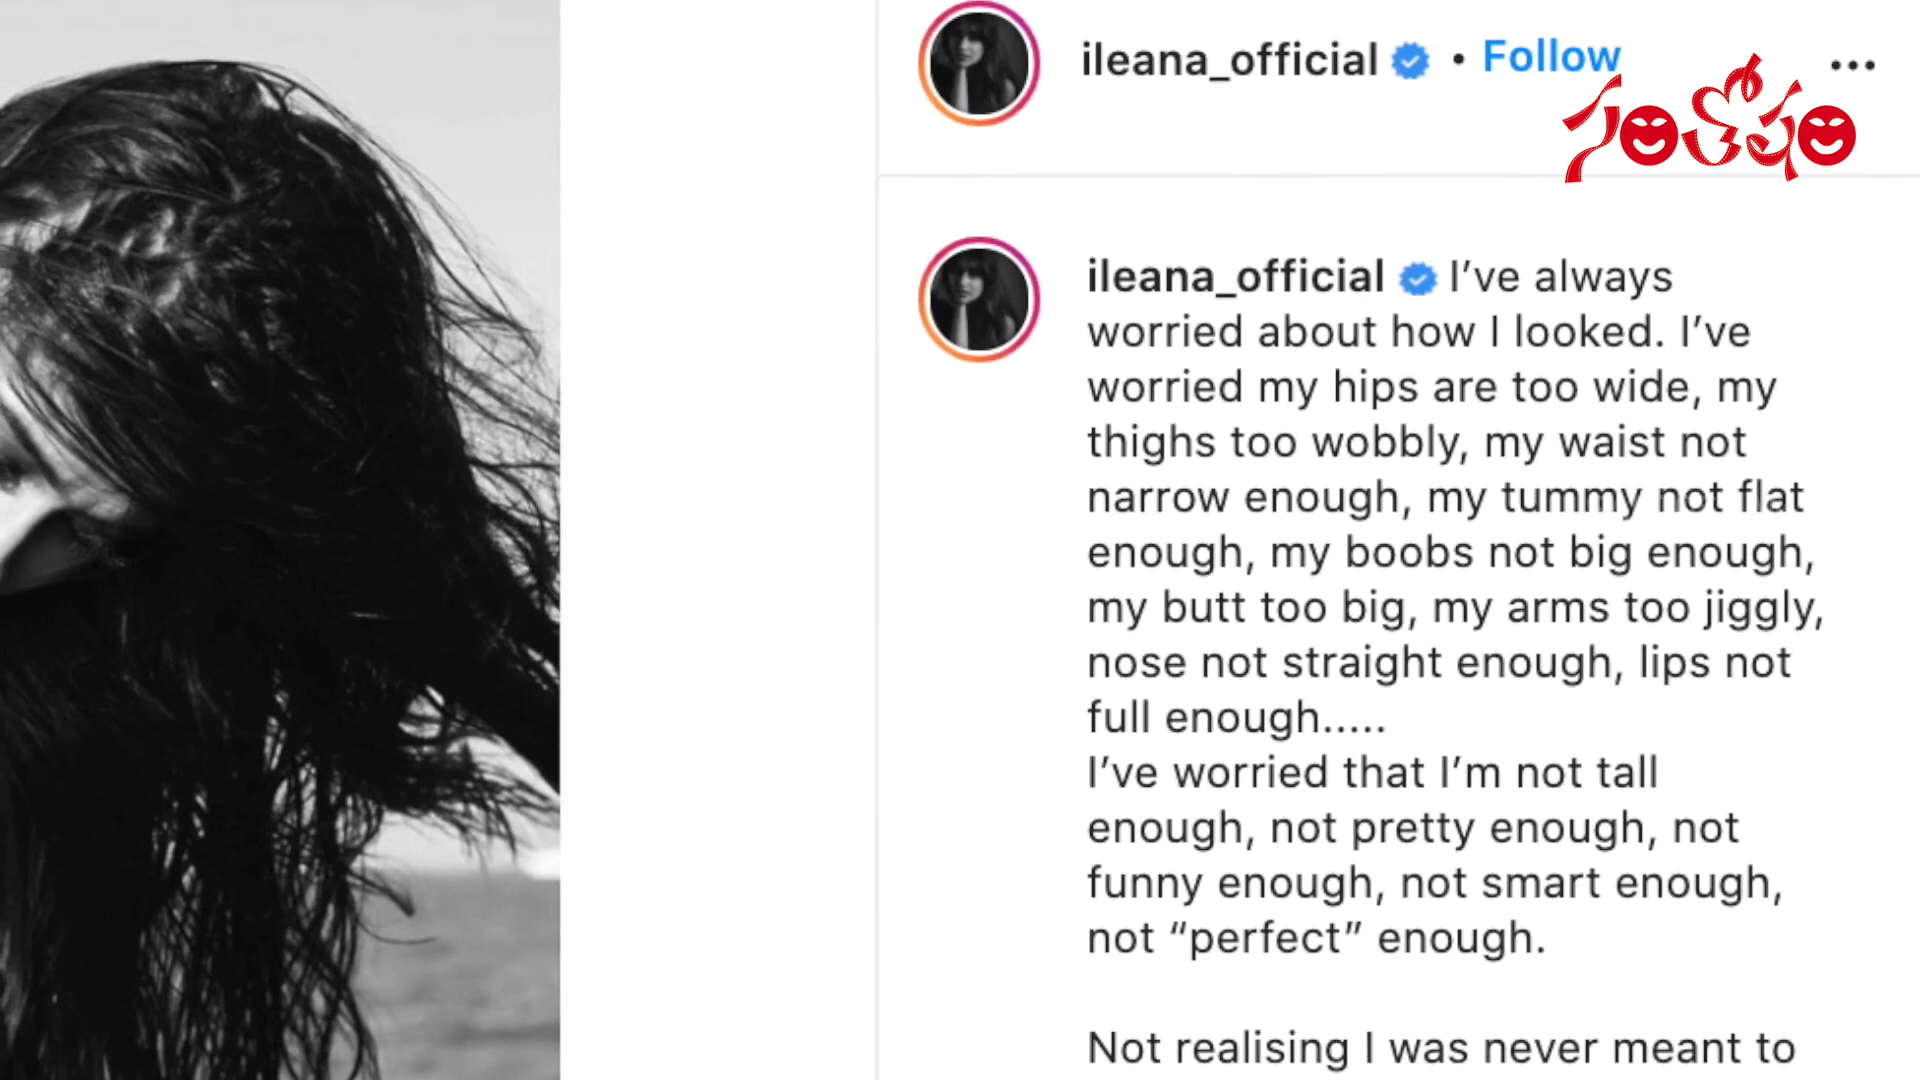 ileana_official • Follow
ileana_official I’ve always
worried about how I looked. I’ve
worried my hips are too wide, my
thighs too wobbly, my waist not
narrow enough, my tummy not flat
enough, my boobs not big enough,
my butt too big, my arms too jiggly,
nose not straight enough, lips not
full enough.....
I’ve worried that I’m not tall
enough, not pretty enough, not
funny enough, not smart enough,
not “perfect” enough.
Not realising I was never meant to